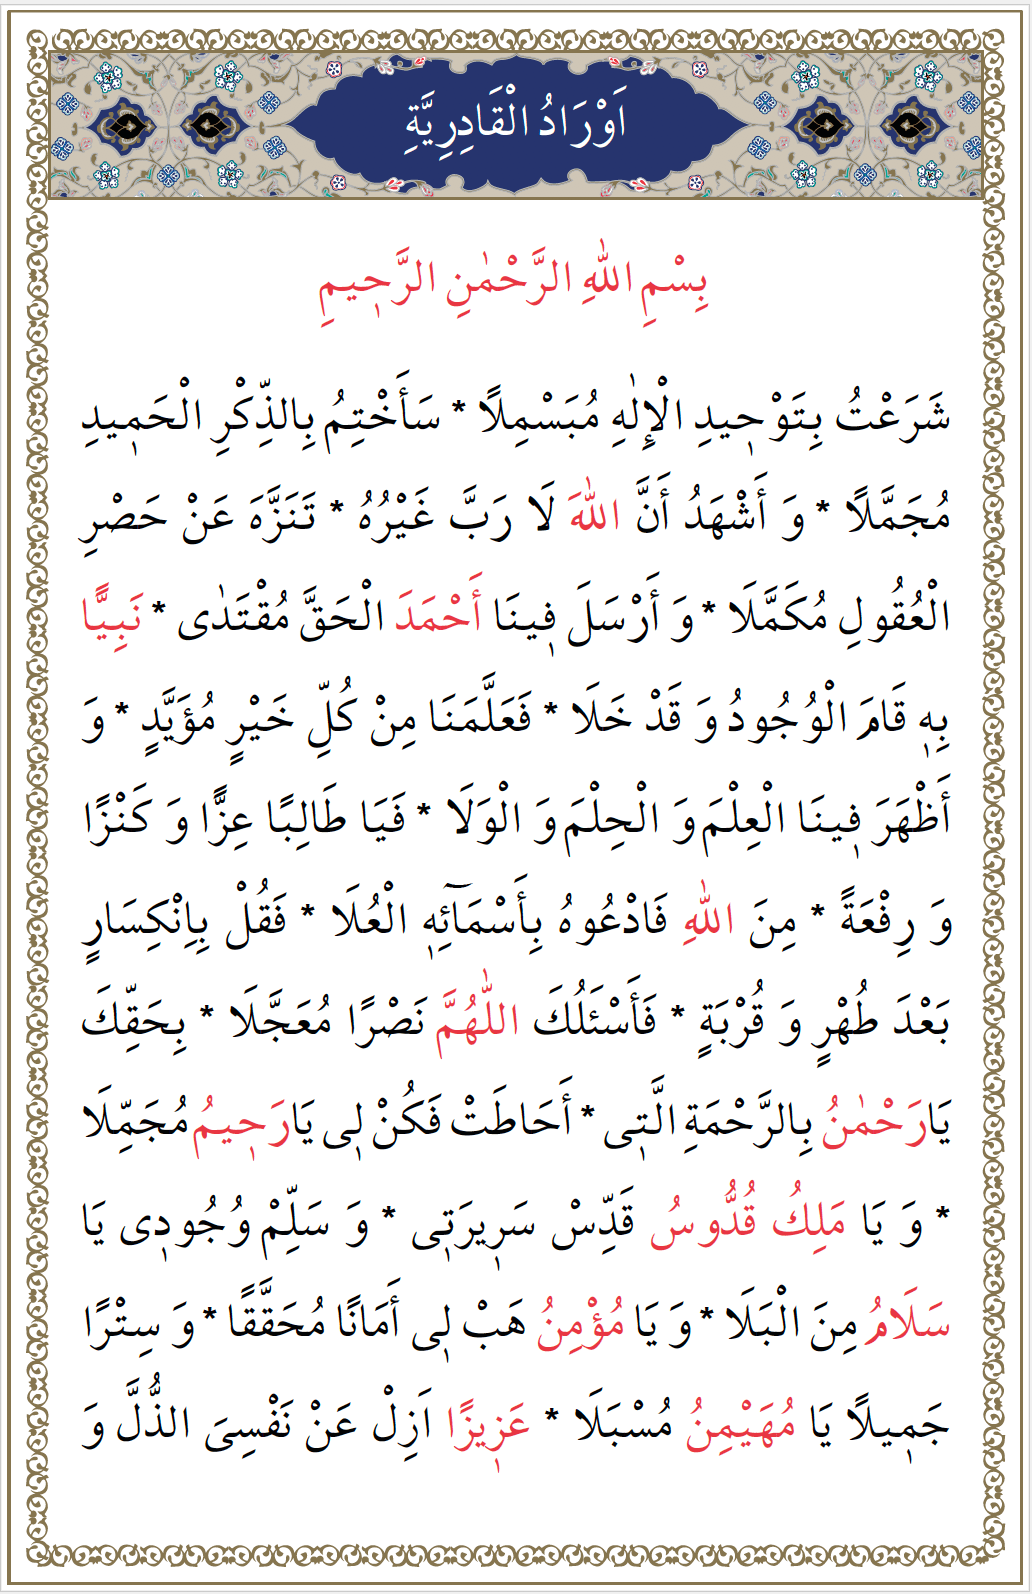 اَوْرَادُ الْقَادِرِيَّةِ
بِسْمِ اللّٰهِ الرَّحْمٰنِ الرَّح۪يمِ
شَرَعْتُ بِتَوْح۪يدِ الْإِلٰهِ مُبَسْمِلًا * سَأَخْتِمُ بِالذِّكْرِ الْحَم۪يدِ
مُجَمَّلًا * وَ أَشْهَدُ أَنَّ اللّٰهَ لَا رَبَّ غَيْرُهُ * تَنَزَّهَ عَنْ حَصْرِ
الْعُقُولِ مُكَمَّلَا * وَ أَرْسَلَ ف۪ينَا أَحْمَدَ الْحَقَّ مُقْتَدٰى * نَبِيًّا
بِه۪ قَامَ الْوُجُودُ وَ قَدْ خَلَا * فَعَلَّمَنَا مِنْ كُلِّ خَيْرٍ مُؤَيَّدٍ * وَ
أَظْهَرَ ف۪ينَا الْعِلْمَ وَ الْحِلْمَ وَ الْوَلَا * فَيَا طَالِبًا عِزًّا وَ كَنْزًا
وَ رِفْعَةً * مِنَ اللّٰهِ فَادْعُوهُ بِأَسْمَٓائِه۪ الْعُلَا * فَقُلْ بِاِنْكِسَارٍ
بَعْدَ طُهْرٍ وَ قُرْبَةٍ * فَأَسْئَلُكَ اللّٰهُمَّ نَصْرًا مُعَجَّلَا * بِحَقِّكَ
يَارَحْمٰنُ بِالرَّحْمَةِ الَّت۪ى * أَحَاطَتْ فَكُنْ ل۪ى يَارَح۪يمُ مُجَمِّلَا
* وَ يَا مَلِكُ قُدُّوسُ قَدِّسْ سَر۪يرَت۪ى * وَ سَلِّمْ وُجُود۪ى يَا
سَلَامُ مِنَ الْبَلَا * وَ يَا مُؤْمِنُ هَبْ ل۪ى أَمَانًا مُحَقَّقًا * وَ سِتْرًا
جَم۪يلًا يَا مُهَيْمِنُ مُسْبَلَا * عَز۪يزًا اَزِلْ عَنْ نَفْسِىَ الذُّلَّ وَ